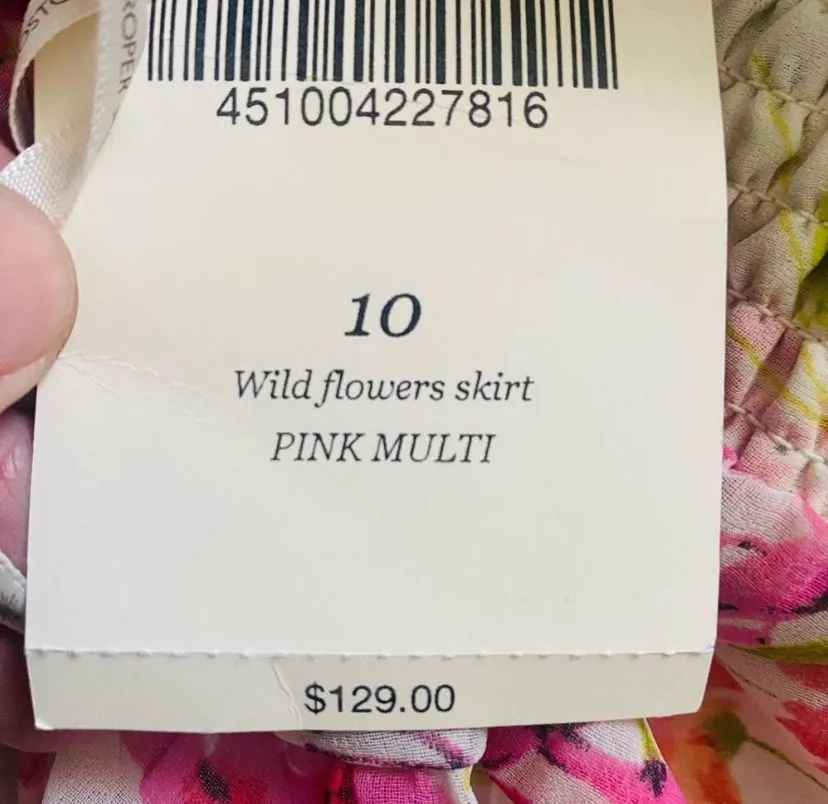 451004227816
10
Wild flowers skirt
PINK MULTI
$129.00